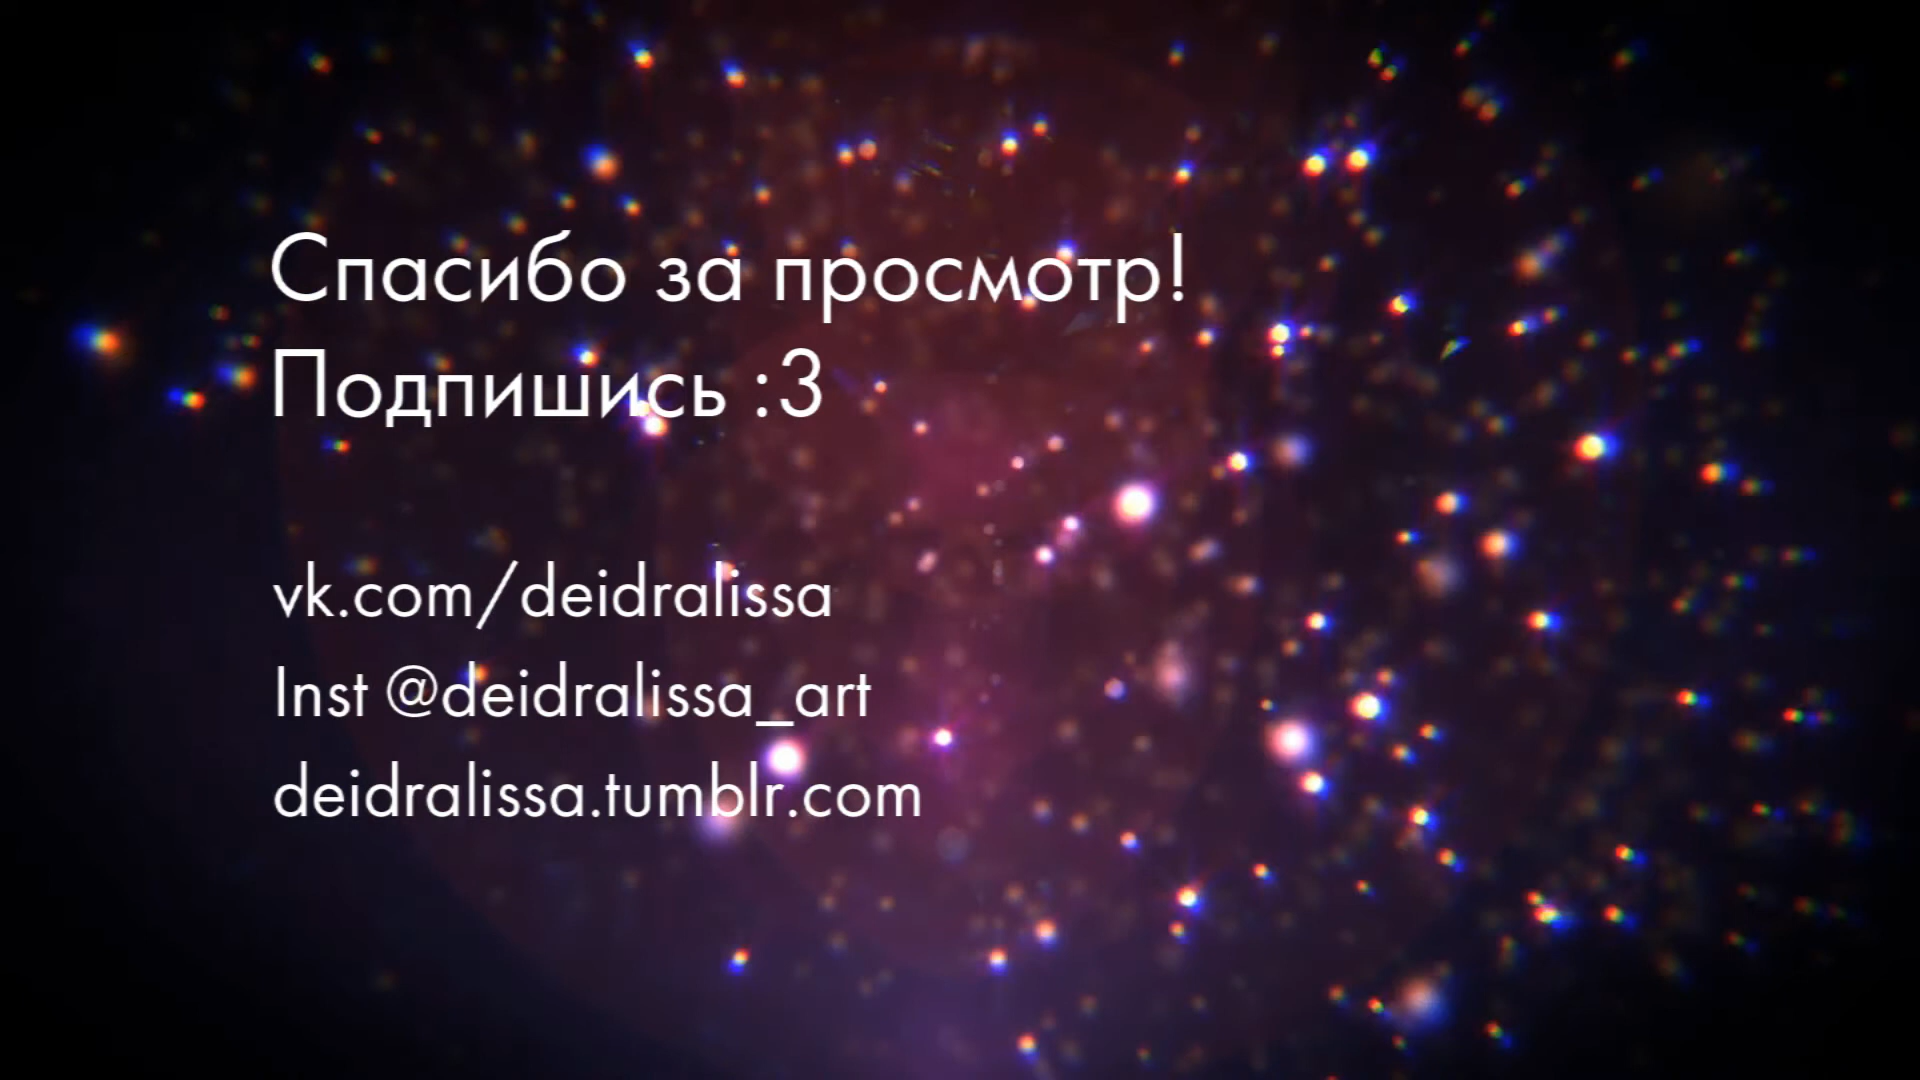 Спасибо за просмотр!
Подпишись :3
vk.com/deidralissa
Inst @deidralissa_art
deidralissa.tumblr.com